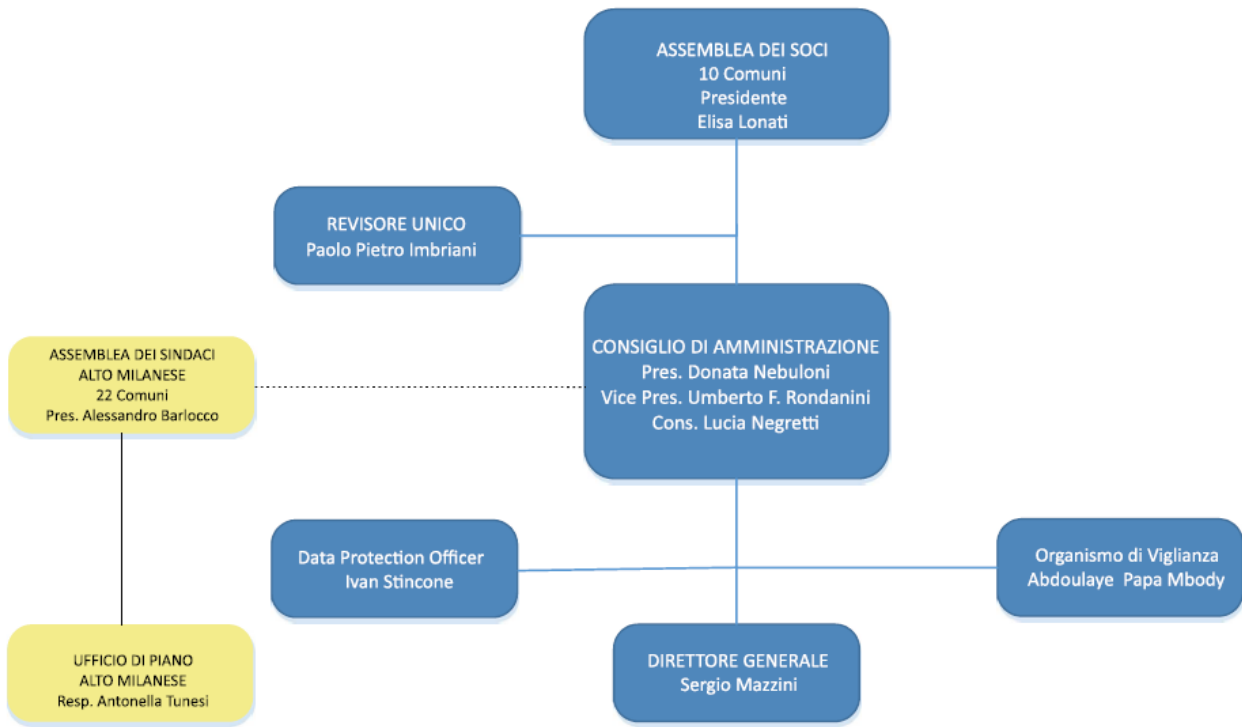 ASSEMBLEA DEI SOCI
10 Comuni
Presidente
Elisa Lonati
REVISORE UNICO
Paolo Pietro Imbriani
CONSIGLIO DI AMMINISTRAZIONE
Pres. Donata Nebuloni
Vice Pres. Umberto F. Rondanini
Cons. Lucia Negretti
ASSEMBLEA DEI SINDACI
ALTO MILANESE
22 Comuni
Pres. Alessandro Barlocco
Data Protection Officer
Ivan Stincone
Organismo di Viglianza
Abdoulaye Papa Mbody
UFFICIO DI PIANO
ALTO MILANESE
Resp. Antonella Tunesi
DIRETTORE GENERALE
Sergio Mazzini